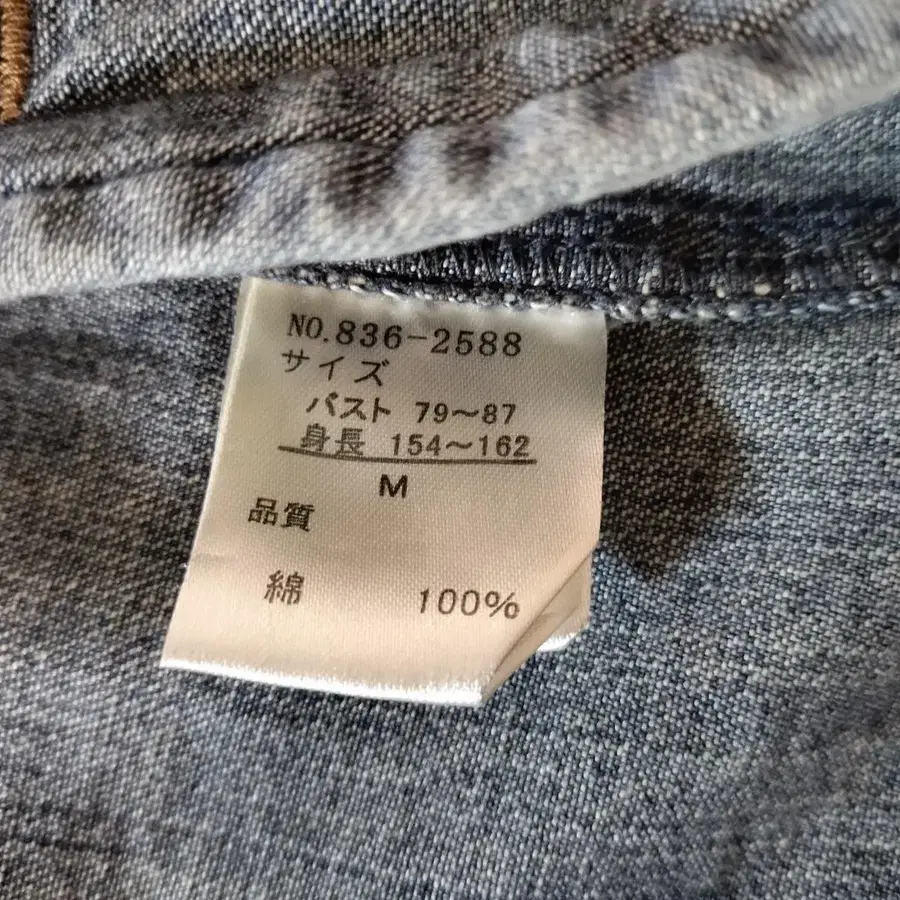 NO.836-2588
サイズ
バスト 79～87
身長 154～162
M
品質
綿 100%